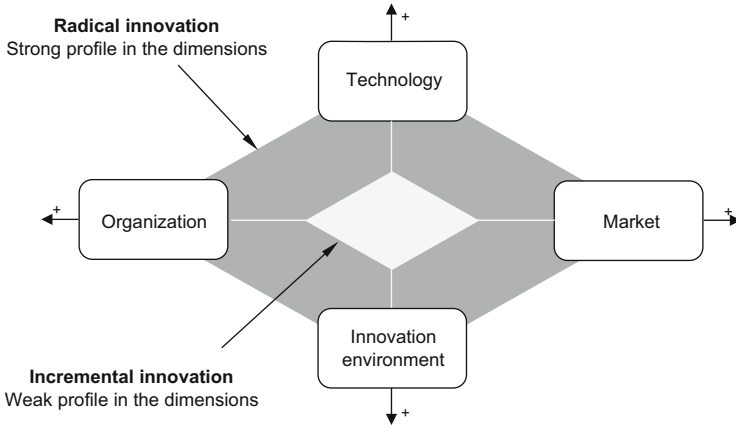 Radical innovation
Strong profile in the dimensions
+
Technology
+
Organization
Market
+
Innovation
environment
Incremental innovation
Weak profile in the dimensions
+